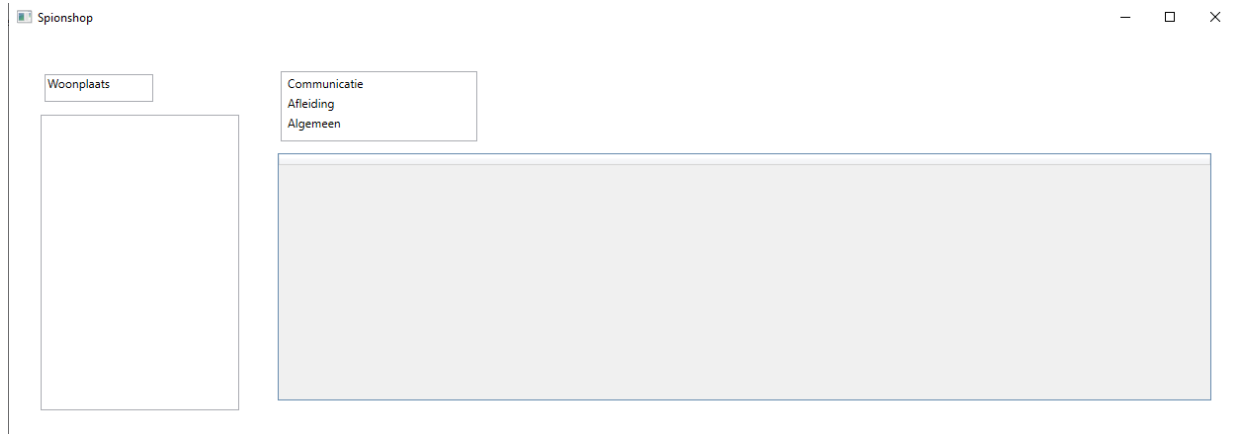 Spionshop
Woonplaats
Communicatie
Afleiding
Algemeen